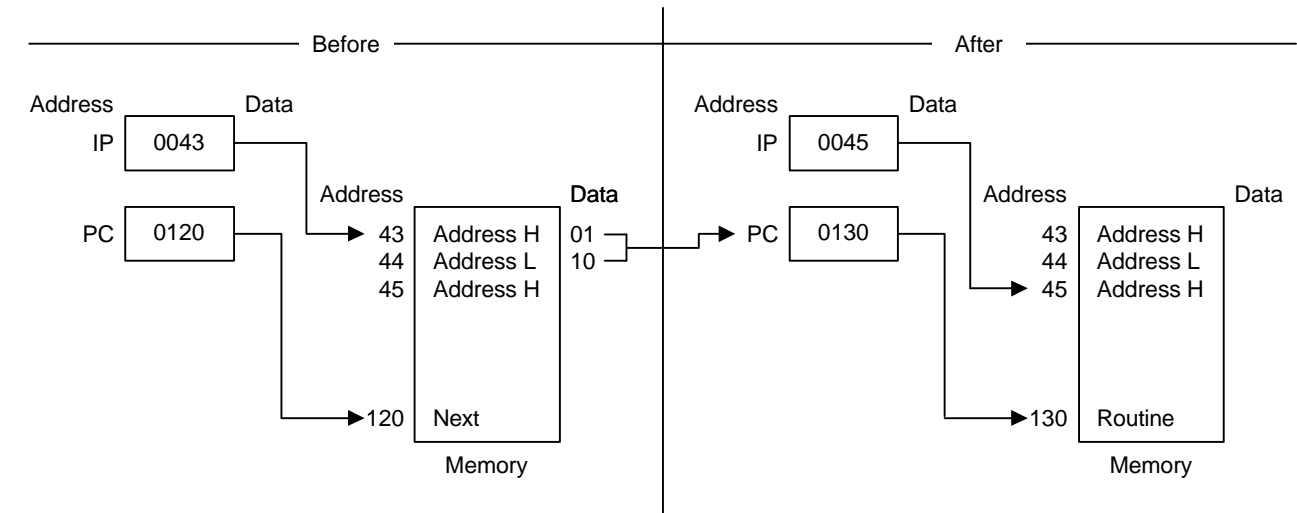 Before
Address Data
IP 0043
Address Data
PC 0120 43 Address H 01
44 Address L 10
45 Address H
120 Next
Memory
After
Address Data
IP 0045
Address Data
PC 0130 43 Address H
44 Address L
45 Address H
130 Routine
Memory